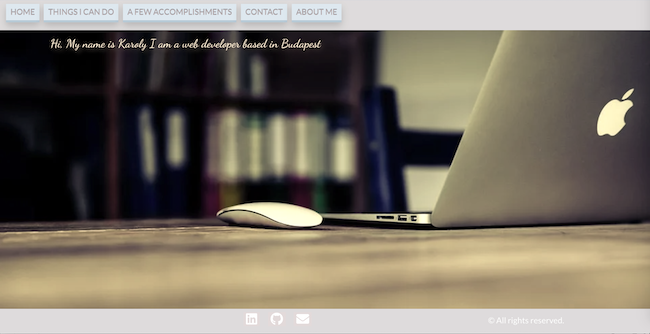 HOME THINGS I CAN DO A FEW ACCOMPLISHMENTS CONTACT ABOUT ME
Hi, My name is Karoly I am a web developer based in Budapest
© All rights reserved.